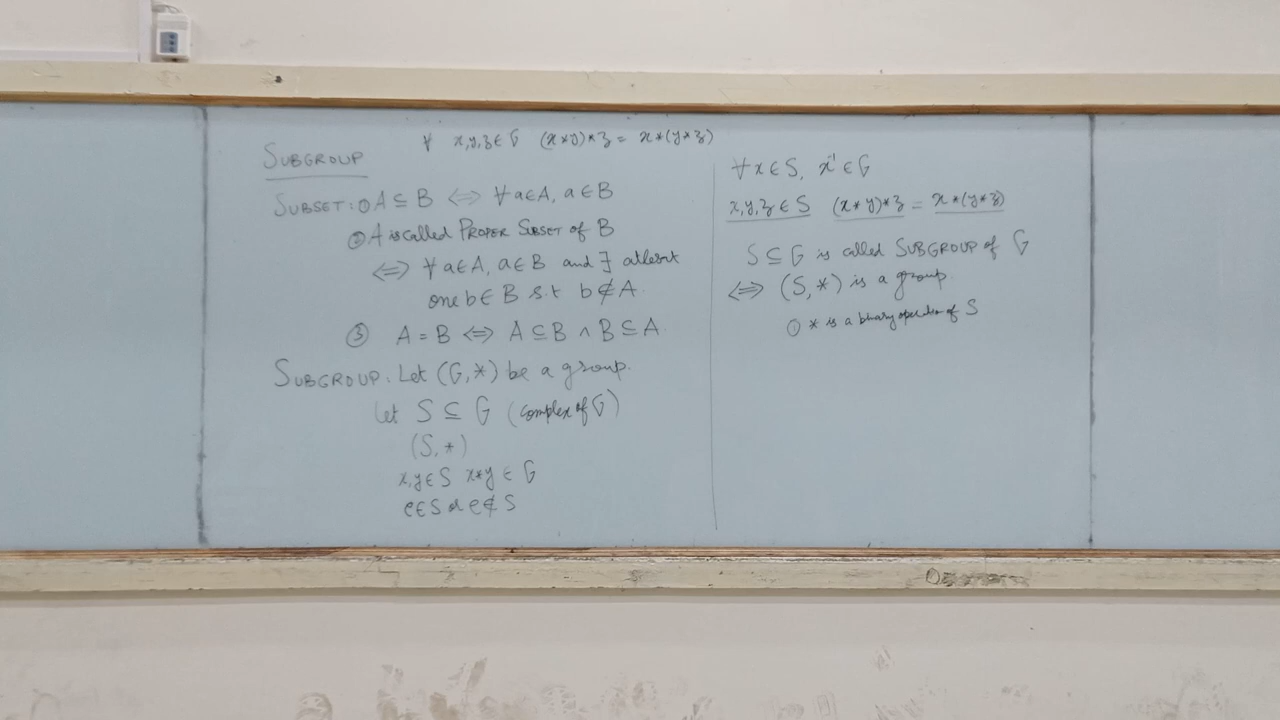 ∀ x,y,z ∈ G (x*y)*z = x*(y*z)
SUBGROUP
SUBSET: ① A ⊆ B ⟺ ∀ a∈A, a∈B
② A is called PROPER SUBSET of B
⟺ ∀ a∈A, a∈B and ∃ atleast
one b∈B s.t b∉A
③ A = B ⟺ A ⊆ B ∧ B ⊆ A
SUBGROUP: Let (G,*) be a group.
Let S ⊆ G (complex of G)
(S,*)
x,y∈S x*y ∈ G
e∈S or e∉S
∀ x∈S, x⁻¹∈G
x,y,z ∈ S (x*y)*z = x*(y*z)
S ⊆ G is called SUBGROUP of G
⟺ (S,*) is a group
① * is a binary operation of S